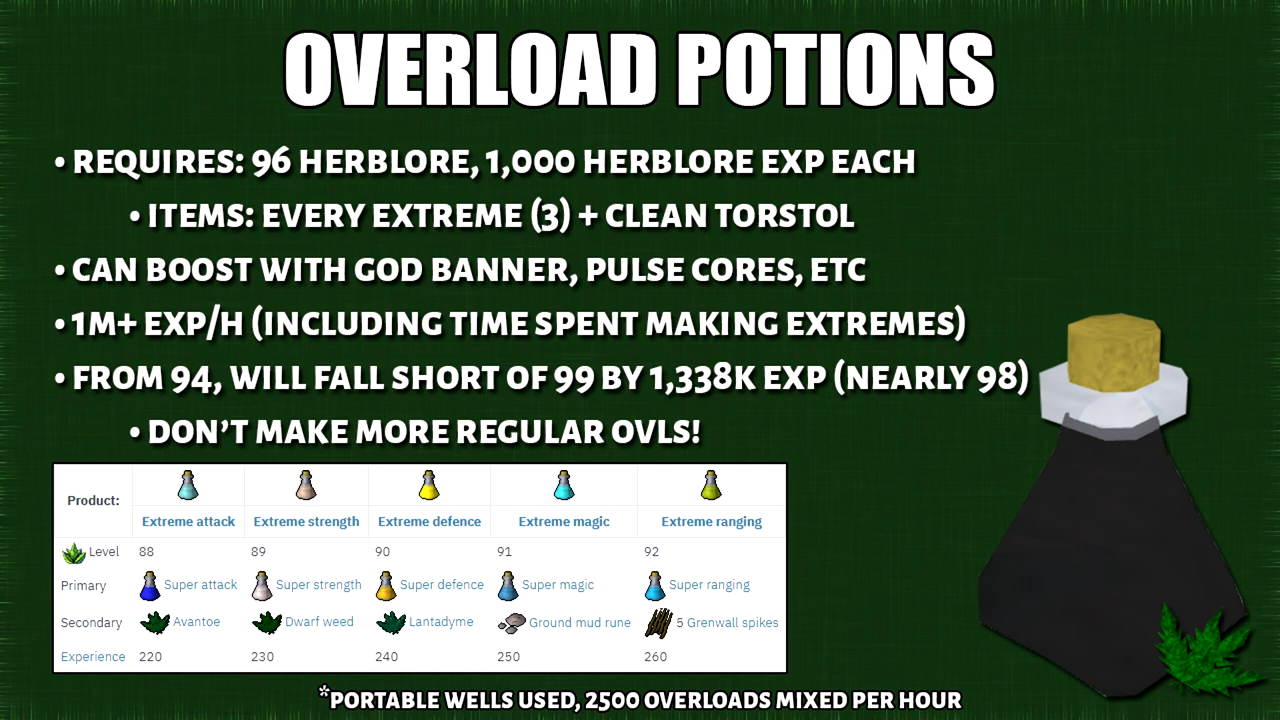 OVERLOAD POTIONS
• REQUIRES: 96 HERBLORE, 1,000 HERBLORE EXP EACH
• ITEMS: EVERY EXTREME (3) + CLEAN TORSTOL
• CAN BOOST WITH GOD BANNER, PULSE CORES, ETC
• 1M+ EXP/H (INCLUDING TIME SPENT MAKING EXTREMES)
• FROM 94, WILL FALL SHORT OF 99 BY 1,338K EXP (NEARLY 98)
• DON'T MAKE MORE REGULAR OVLS!
Product:
Extreme attack Extreme strength Extreme defence Extreme magic Extreme ranging
Level 88 89 90 91 92
Primary Super attack Super strength Super defence Super magic Super ranging
Secondary Avantoe Dwarf weed Lantadyme Ground mud rune 5 Grenwall spikes
Experience 220 230 240 250 260
*PORTABLE WELLS USED, 2500 OVERLOADS MIXED PER HOUR